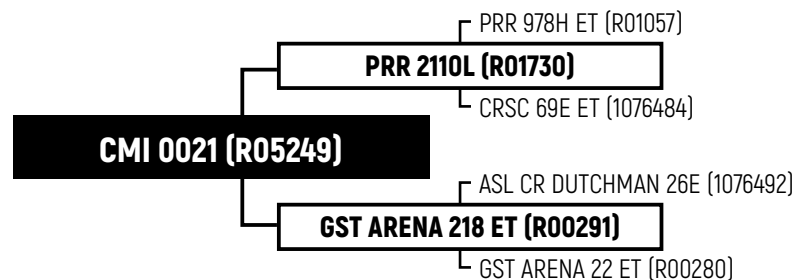 PRR 978H ET (R01057)
PRR 2110L (R01730)
CRSC 69E ET (1076484)
CMI 0021 (R05249)
ASL CR DUTCHMAN 26E (1076492)
GST ARENA 218 ET (R00291)
GST ARENA 22 ET (R00280)